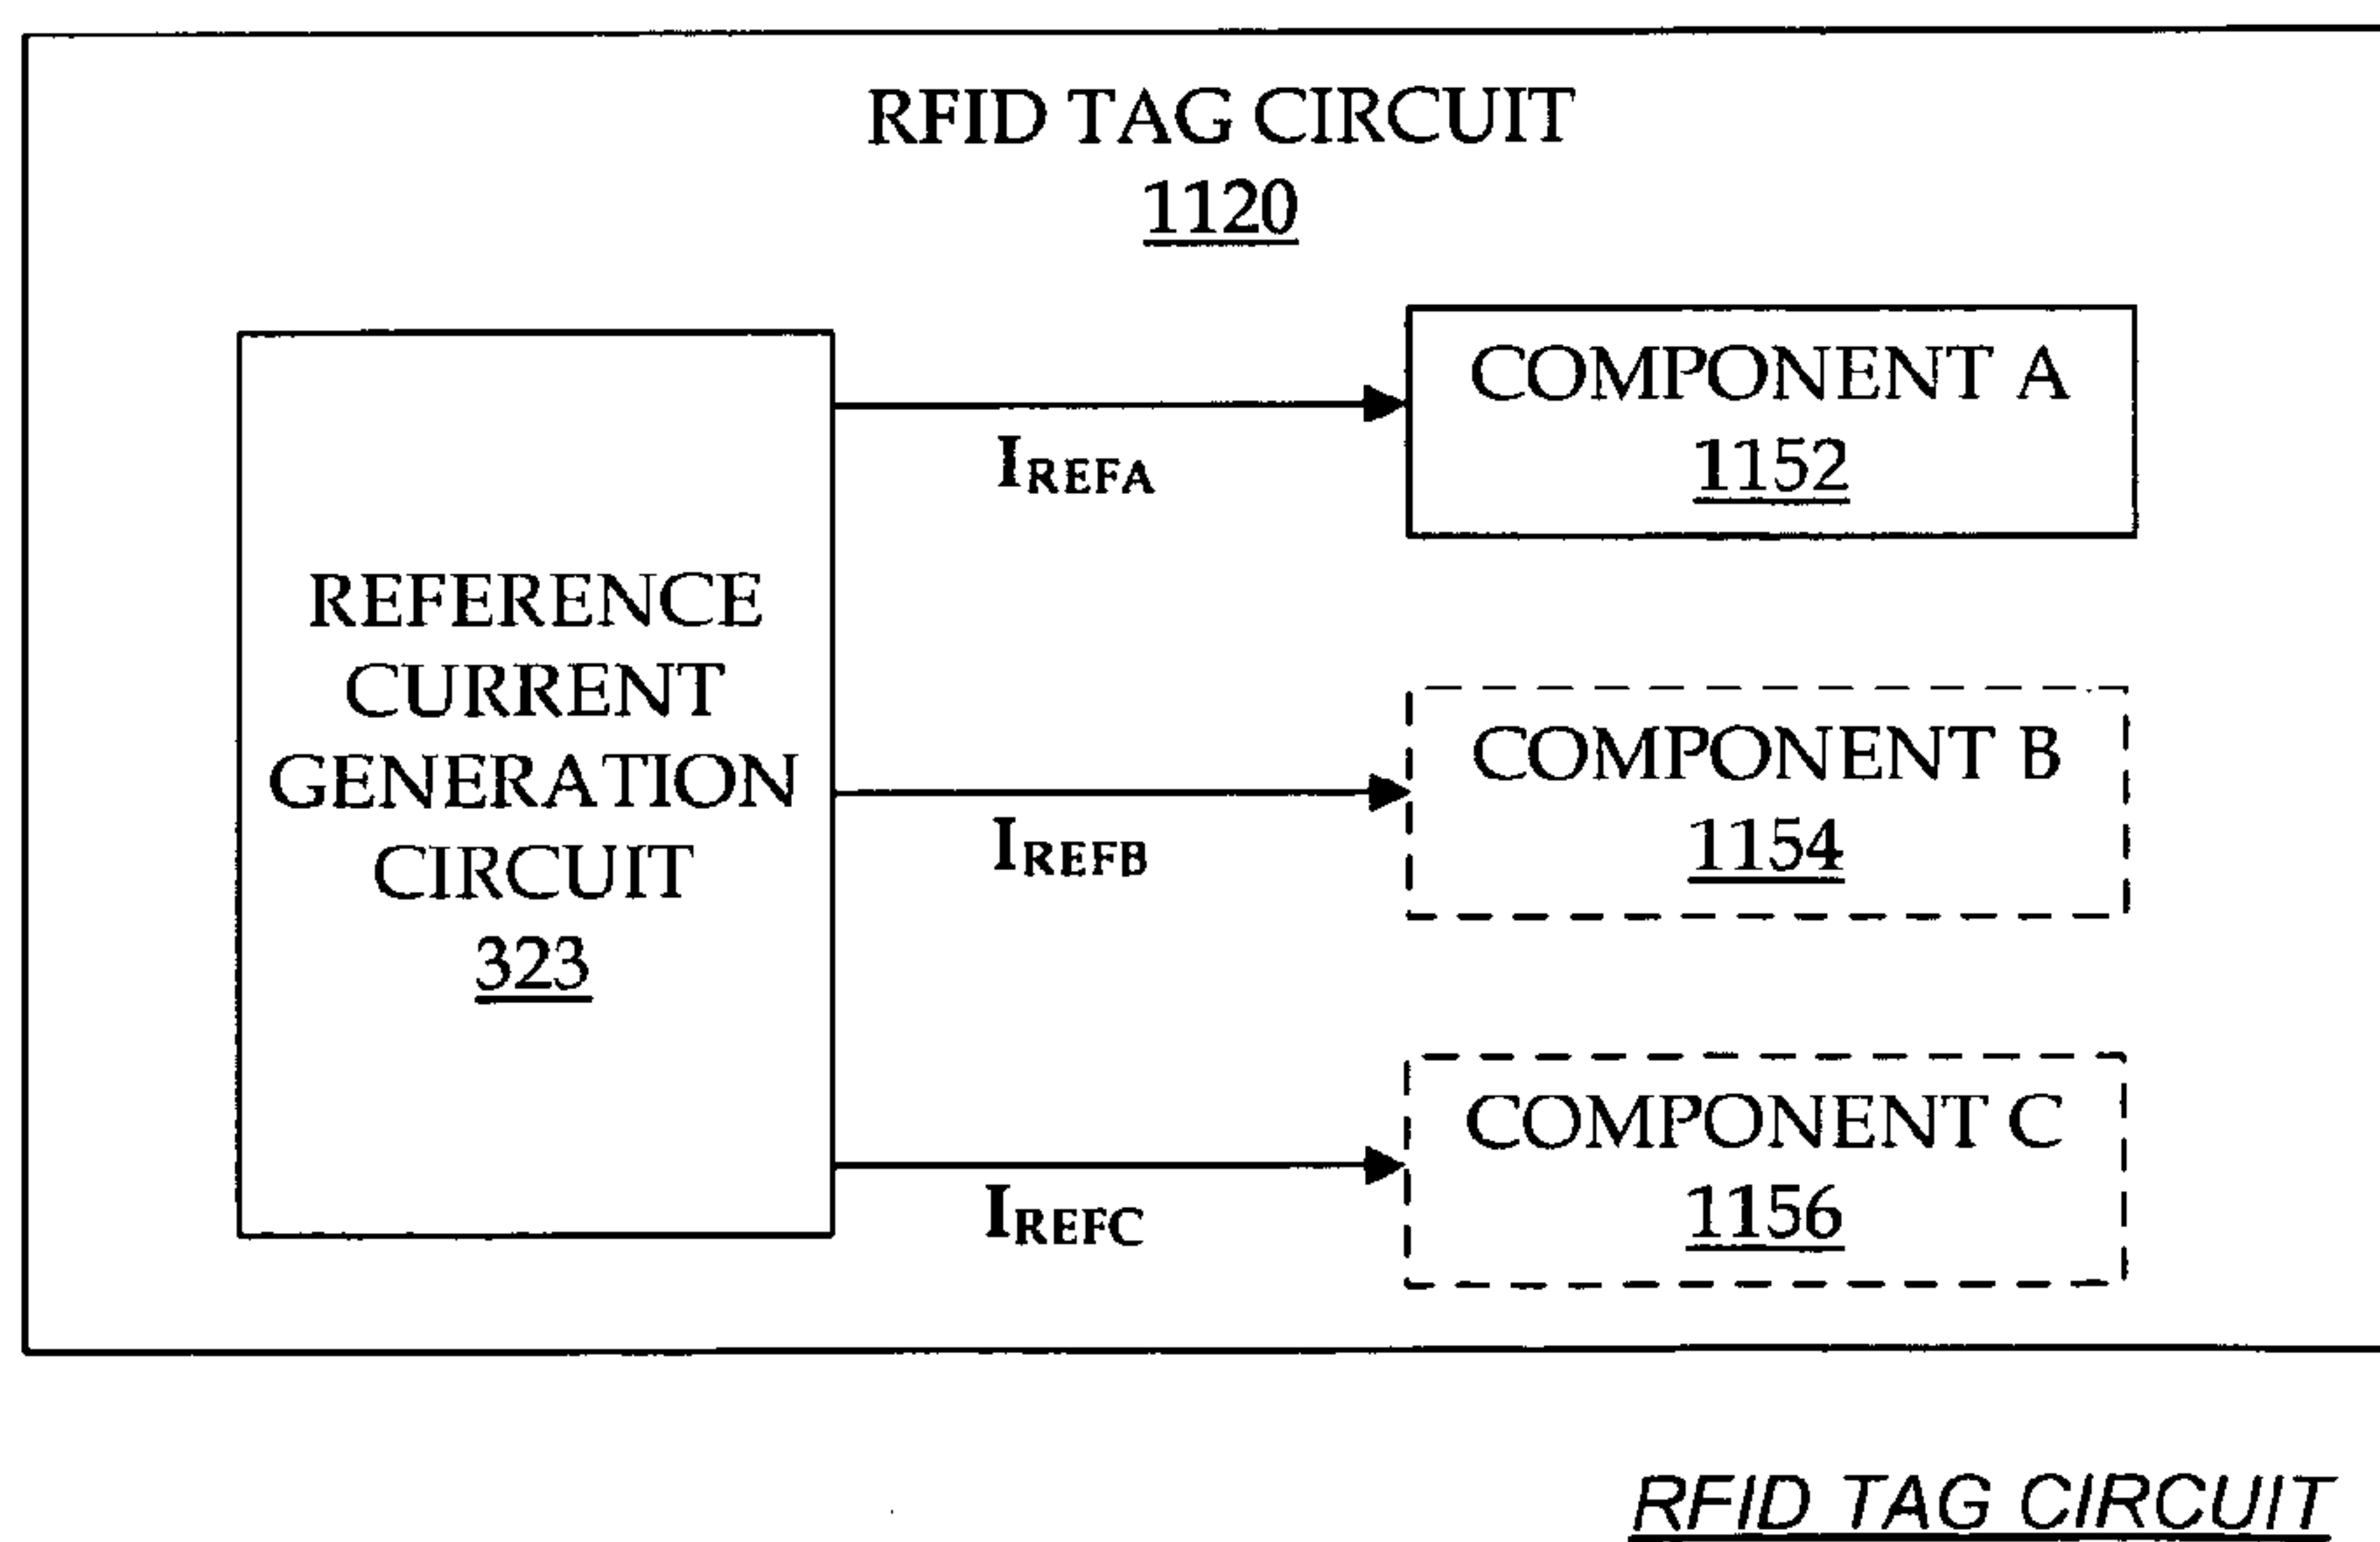 RFID TAG CIRCUIT
1120
REFERENCE
CURRENT
GENERATION
CIRCUIT
323
IREFA
COMPONENT A
1152
IREFB
COMPONENT B
1154
IREFC
COMPONENT C
1156
RFID TAG CIRCUIT